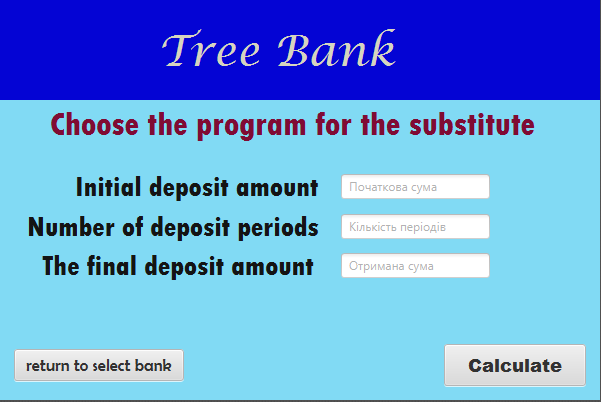 Tree Bank
Choose the program for the substitute
Initial deposit amount
Початкова сума
Number of deposit periods
Кількість періодів
The final deposit amount
Отримана сума
return to select bank
Calculate